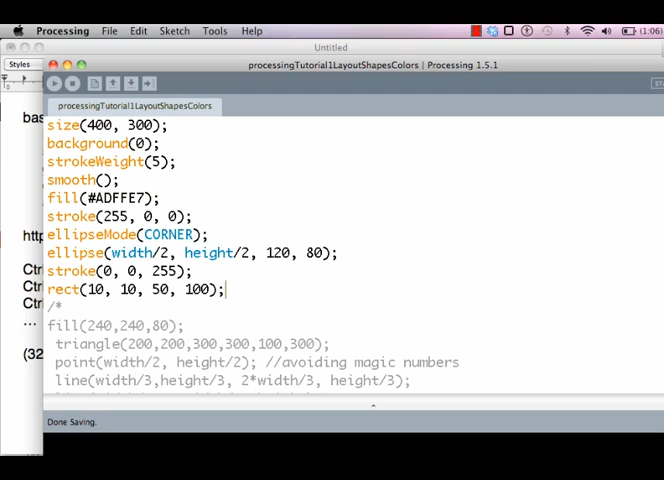 Processing File Edit Sketch Tools Help (1:06)
Untitled
Styles
processingTutorial1LayoutShapesColors | Processing 1.5.1
processingTutorial1LayoutShapesColors
size(400, 300);
background(0);
strokeWeight(5);
smooth();
fill(#ADFFE7);
stroke(255, 0, 0);
ellipseMode(CORNER);
ellipse(width/2, height/2, 120, 80);
stroke(0, 0, 255);
rect(10, 10, 50, 100);
/*
fill(240,240,80);
triangle(200,200,300,300,100,300);
point(width/2, height/2); //avoiding magic numbers
line(width/3,height/3, 2*width/3, height/3);
Done Saving.
bas
http
Ctr
Ctr
Ctr
...
(32